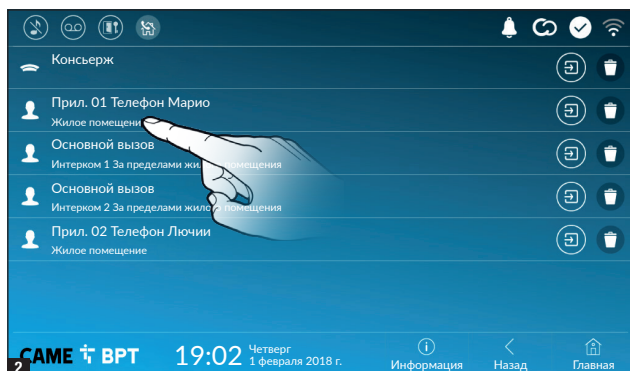 Консьерж
Прил. 01 Телефон Марио
Жилое помещение
Основной вызов
Интерком 1 За пределами жилого помещения
Основной вызов
Интерком 2 За пределами жилого помещения
Прил. 02 Телефон Лючии
Жилое помещение
CAME BPT
19:02
Четверг
1 февраля 2018 г.
Информация
Назад
Главная
2